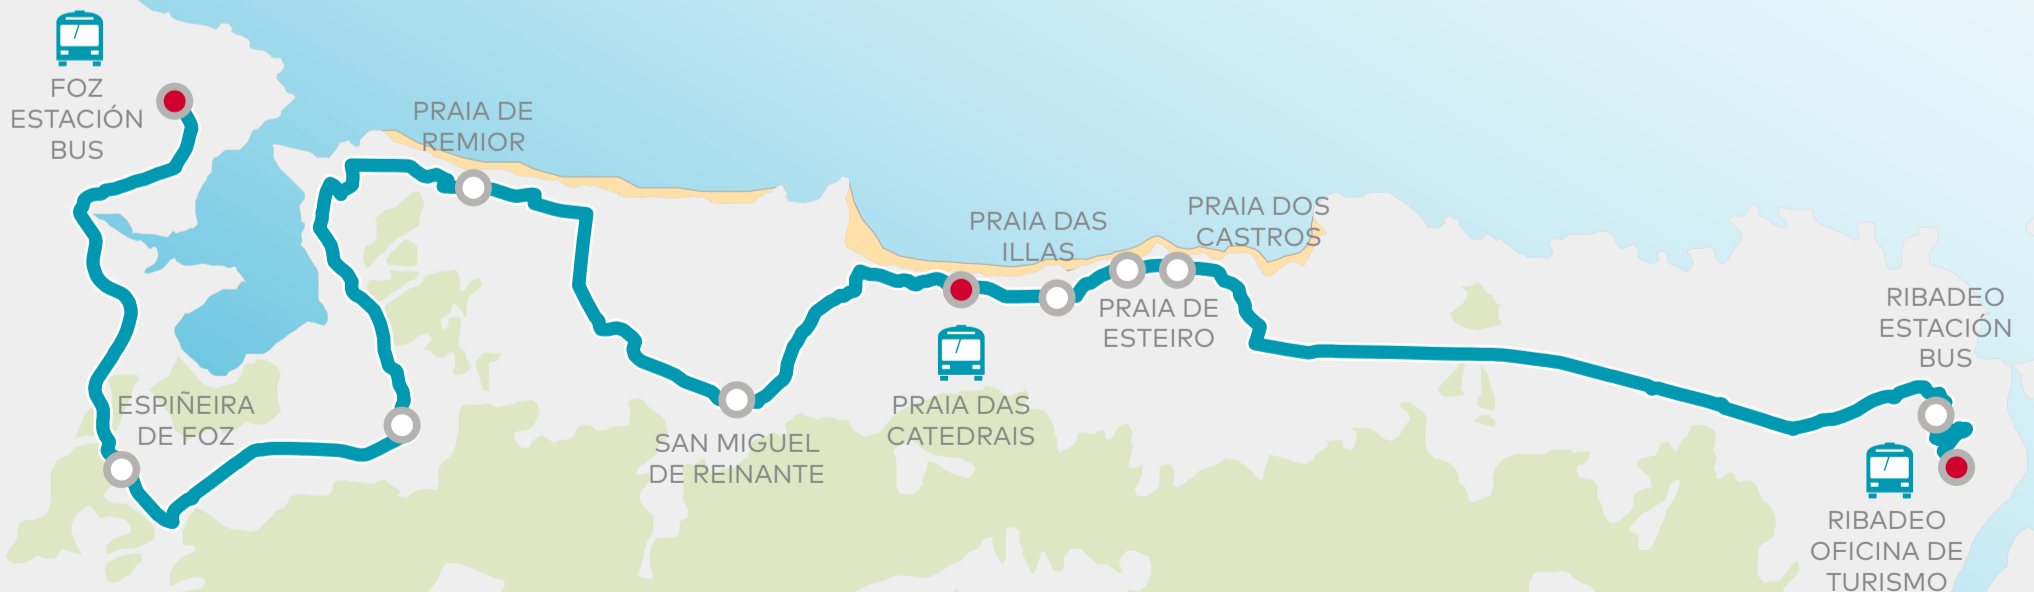 FOZ
ESTACIÓN
BUS
PRAIA DE
REMIOR
ESPIÑEIRA
DE FOZ
SAN MIGUEL
DE REINANTE
PRAIA DAS
CATEDRAIS
PRAIA DAS
ILLAS
PRAIA DE
ESTEIRO
PRAIA DOS
CASTROS
RIBADEO
ESTACIÓN
BUS
RIBADEO
OFICINA DE
TURISMO